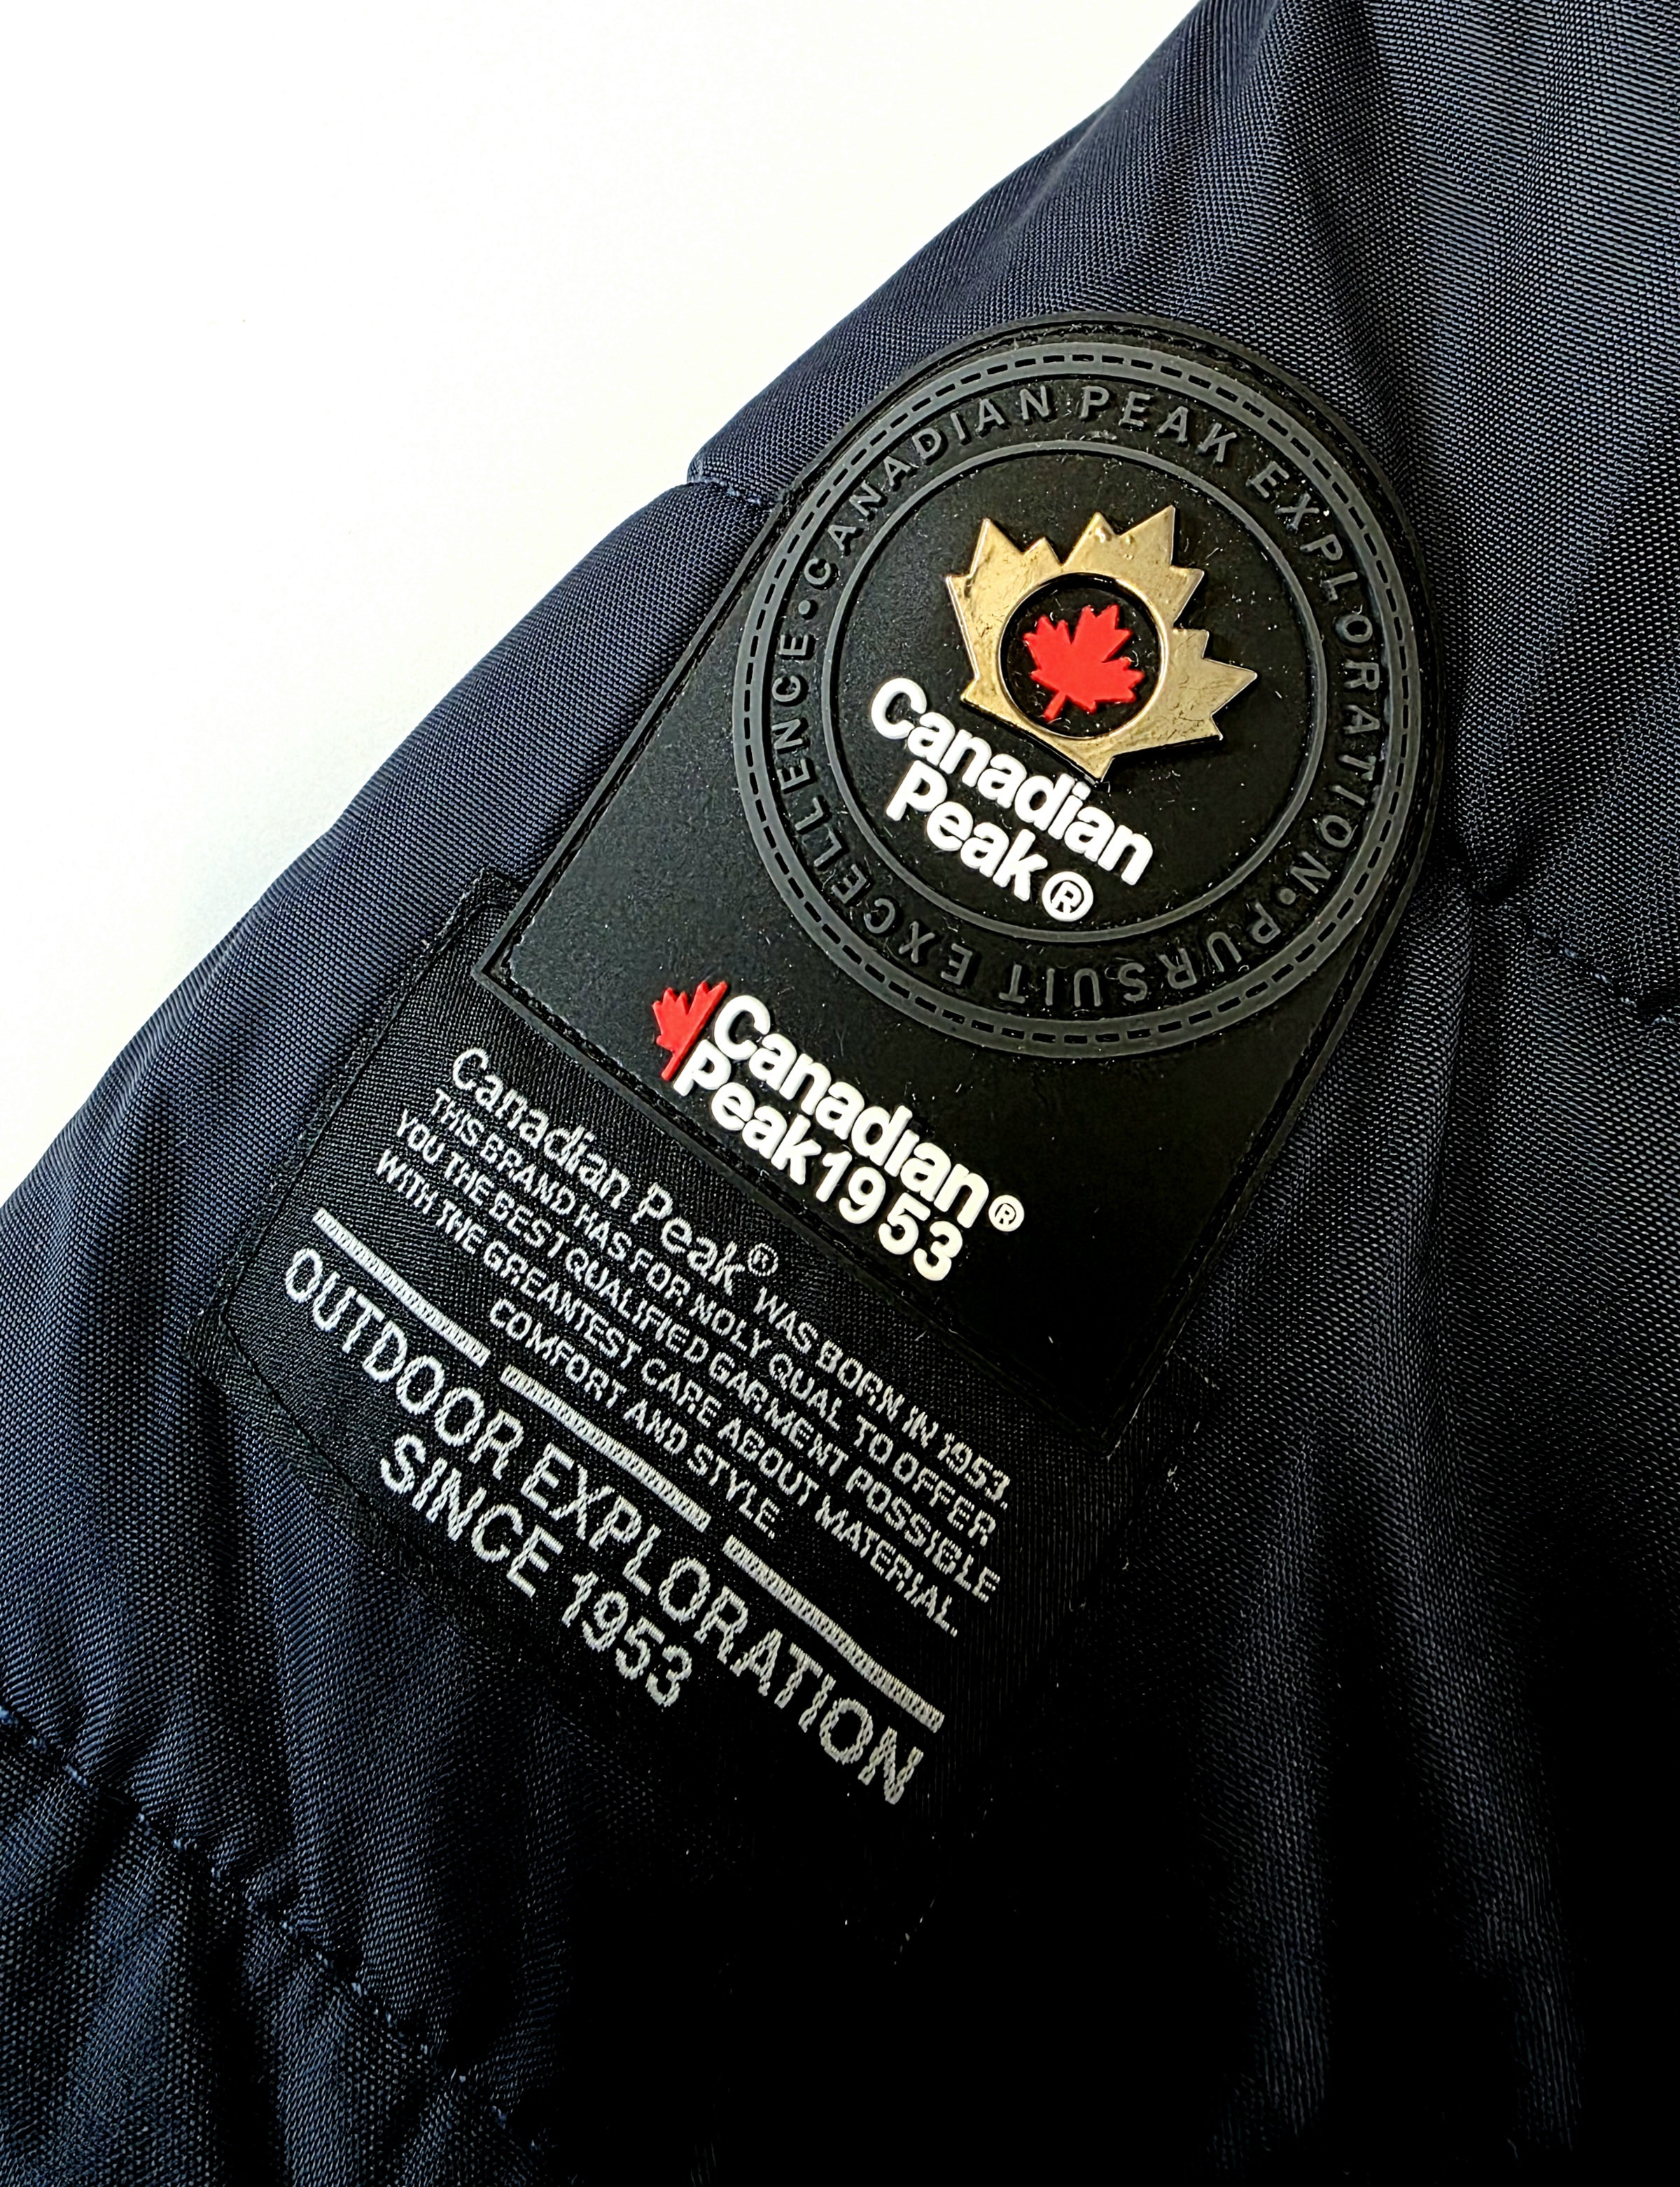 CANADIAN PEAK EXPLORATION • PURSUIT EXCELLENCE •
Canadian
Peak®
Canadian®
Peak1953
Canadian Peak® WAS BORN IN 1953.
THIS BRAND HAS FOR NOLY QUAL TO OFFER
YOU THE BEST QUALIFIED GARMENT POSSIBLE
WITH THE GREANTEST CARE ABOUT MATERIAL.
COMFORT AND STYLE.
OUTDOOR EXPLORATION
SINCE 1953